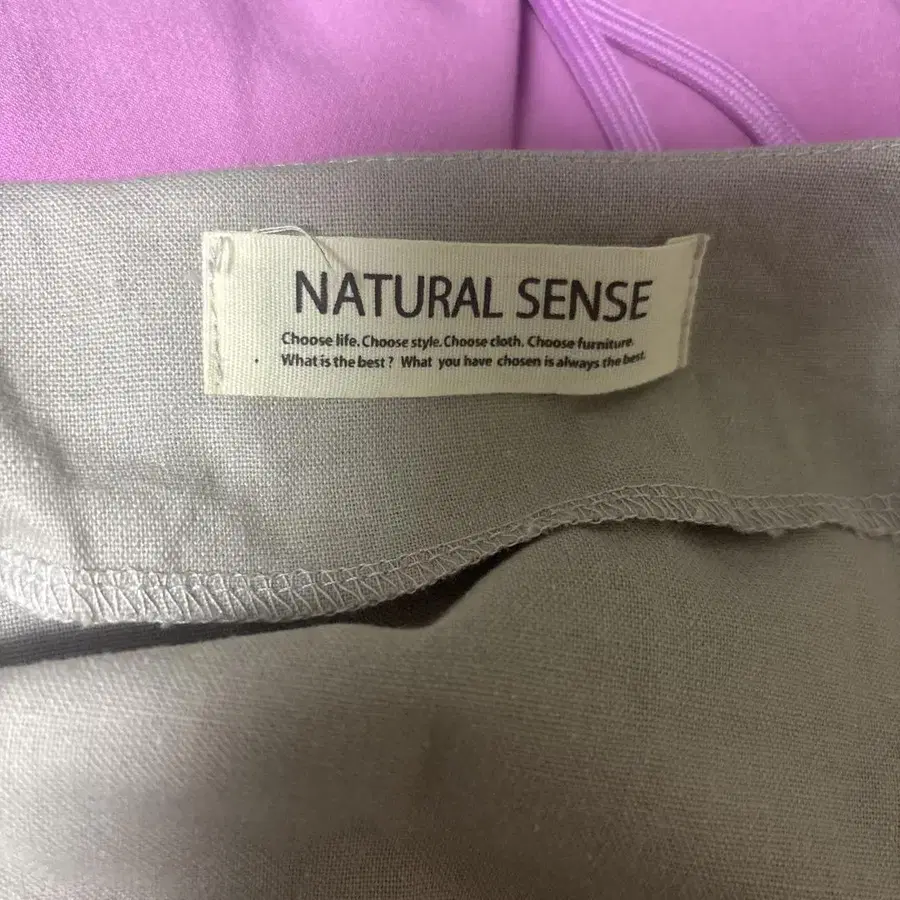 NATURAL SENSE
Choose life. Choose style. Choose cloth. Choose furniture.
What is the best? What you have chosen is always the best.